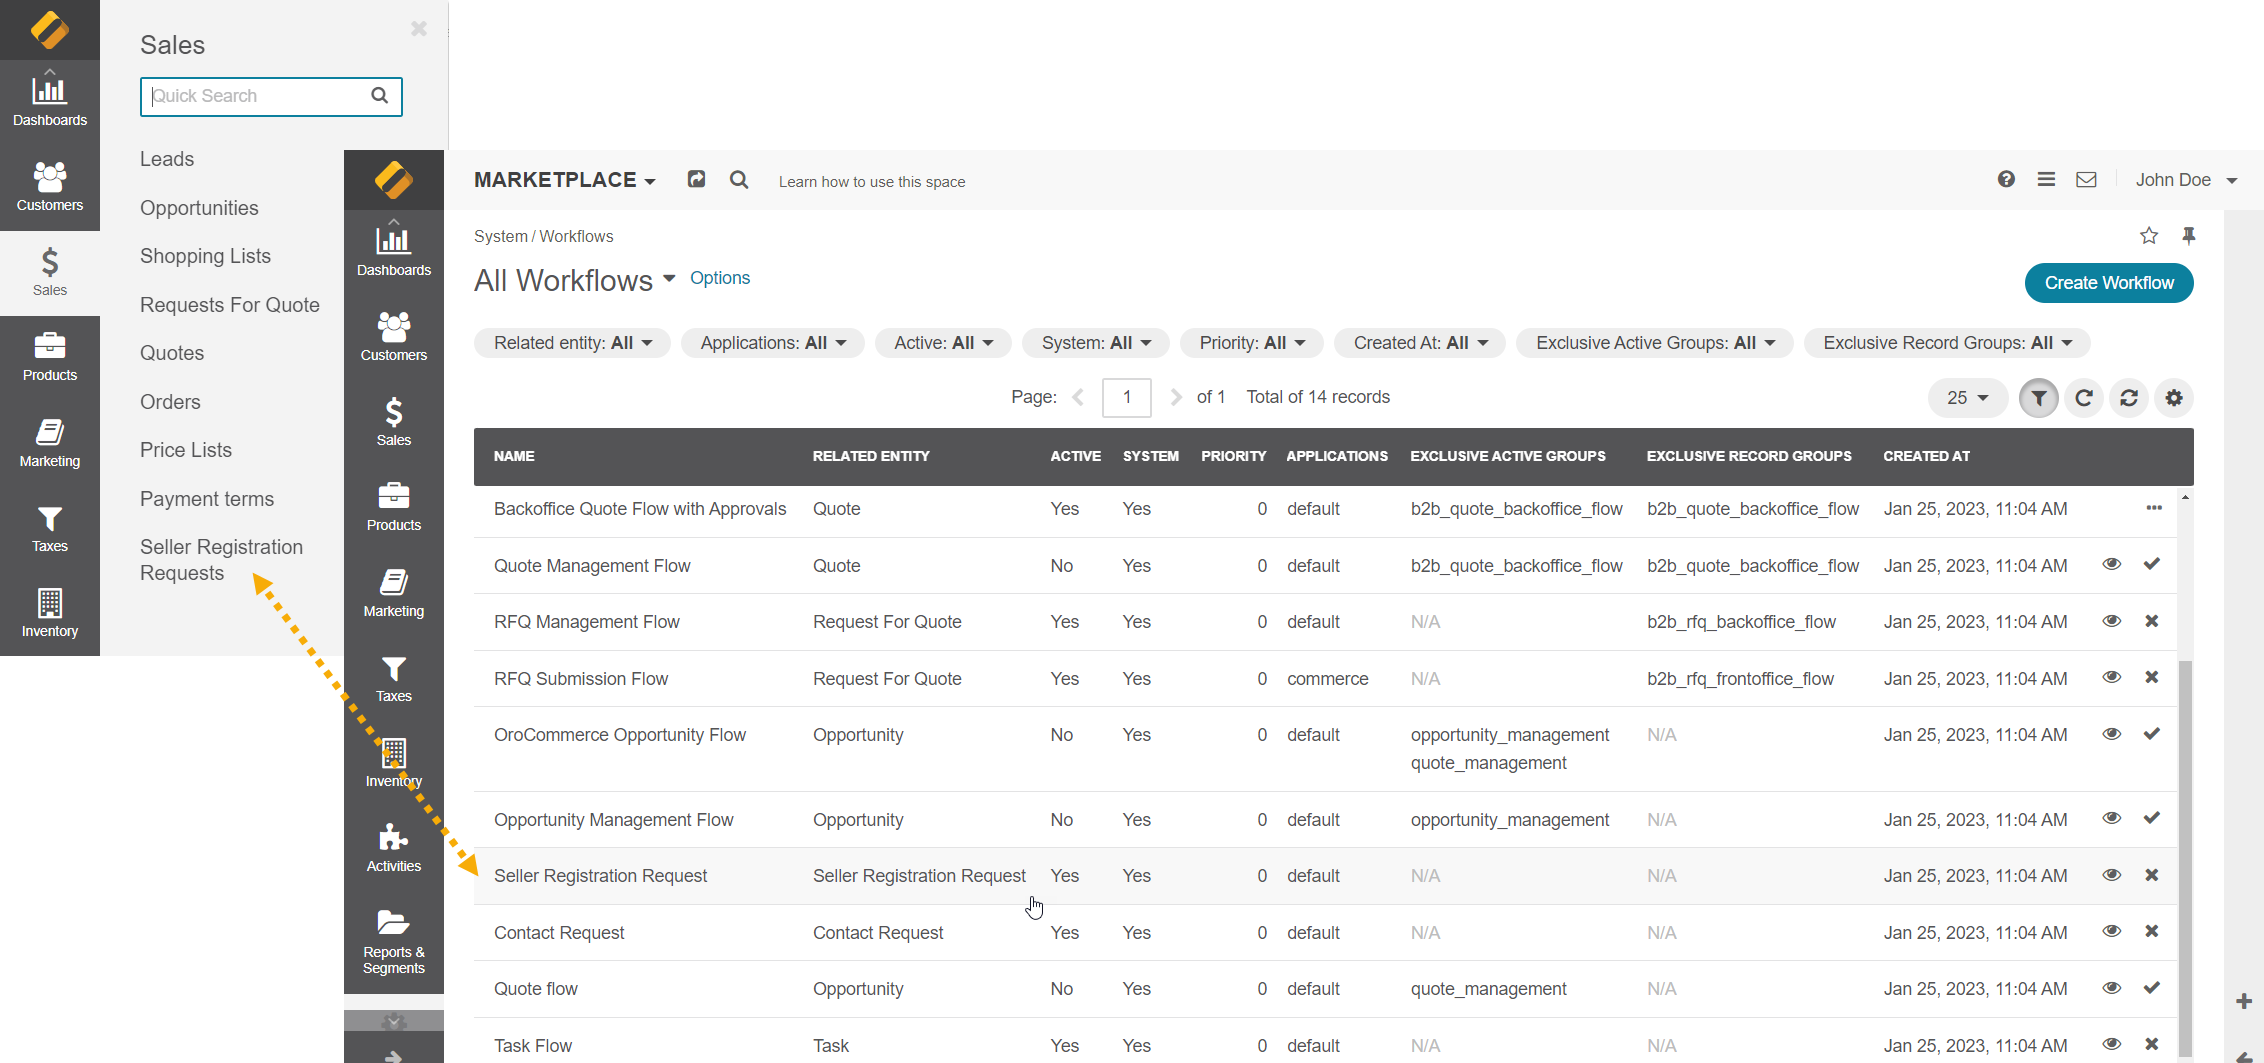 Sales
Quick Search
Dashboards
Customers
Sales
Products
Marketing
Taxes
Inventory
Leads
Opportunities
Shopping Lists
Requests For Quote
Quotes
Orders
Price Lists
Payment terms
Seller Registration
Requests
Dashboards
Customers
Sales
Products
Marketing
Taxes
Inventory
Activities
Reports &
Segments
MARKETPLACE Learn how to use this space John Doe
System / Workflows
All Workflows Options Create Workflow
Related entity: All Applications: All Active: All System: All Priority: All Created At: All Exclusive Active Groups: All Exclusive Record Groups: All
Page: 1 of 1 Total of 14 records 25
NAME RELATED ENTITY ACTIVE SYSTEM PRIORITY APPLICATIONS EXCLUSIVE ACTIVE GROUPS EXCLUSIVE RECORD GROUPS CREATED AT
Backoffice Quote Flow with Approvals Quote Yes Yes 0 default b2b_quote_backoffice_flow b2b_quote_backoffice_flow Jan 25, 2023, 11:04 AM
Quote Management Flow Quote No Yes 0 default b2b_quote_backoffice_flow b2b_quote_backoffice_flow Jan 25, 2023, 11:04 AM
RFQ Management Flow Request For Quote Yes Yes 0 default N/A b2b_rfq_backoffice_flow Jan 25, 2023, 11:04 AM
RFQ Submission Flow Request For Quote Yes Yes 0 commerce N/A b2b_rfq_frontoffice_flow Jan 25, 2023, 11:04 AM
OroCommerce Opportunity Flow Opportunity No Yes 0 default opportunity_management N/A Jan 25, 2023, 11:04 AM
quote_management
Opportunity Management Flow Opportunity No Yes 0 default opportunity_management N/A Jan 25, 2023, 11:04 AM
Seller Registration Request Seller Registration Request Yes Yes 0 default N/A N/A Jan 25, 2023, 11:04 AM
Contact Request Contact Request Yes Yes 0 default N/A N/A Jan 25, 2023, 11:04 AM
Quote flow Opportunity No Yes 0 default quote_management N/A Jan 25, 2023, 11:04 AM
Task Flow Task Yes Yes 0 default N/A N/A Jan 25, 2023, 11:04 AM